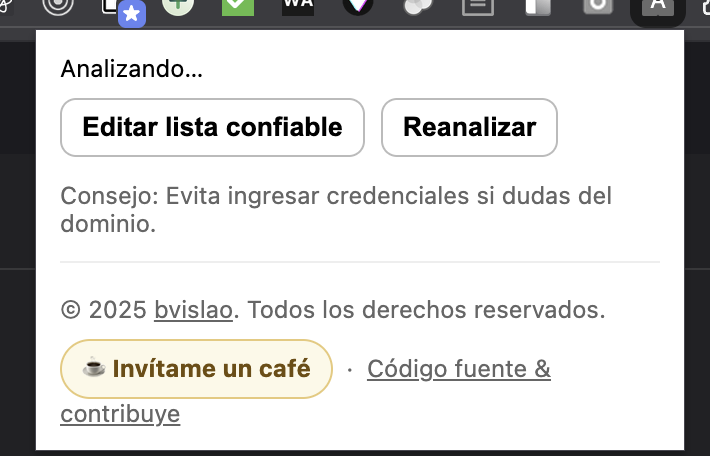 WA
A
Analizando...
Editar lista confiable Reanalizar
Consejo: Evita ingresar credenciales si dudas del
dominio.
© 2025 bvislao. Todos los derechos reservados.
☕ Invítame un café · Código fuente &
contribuye